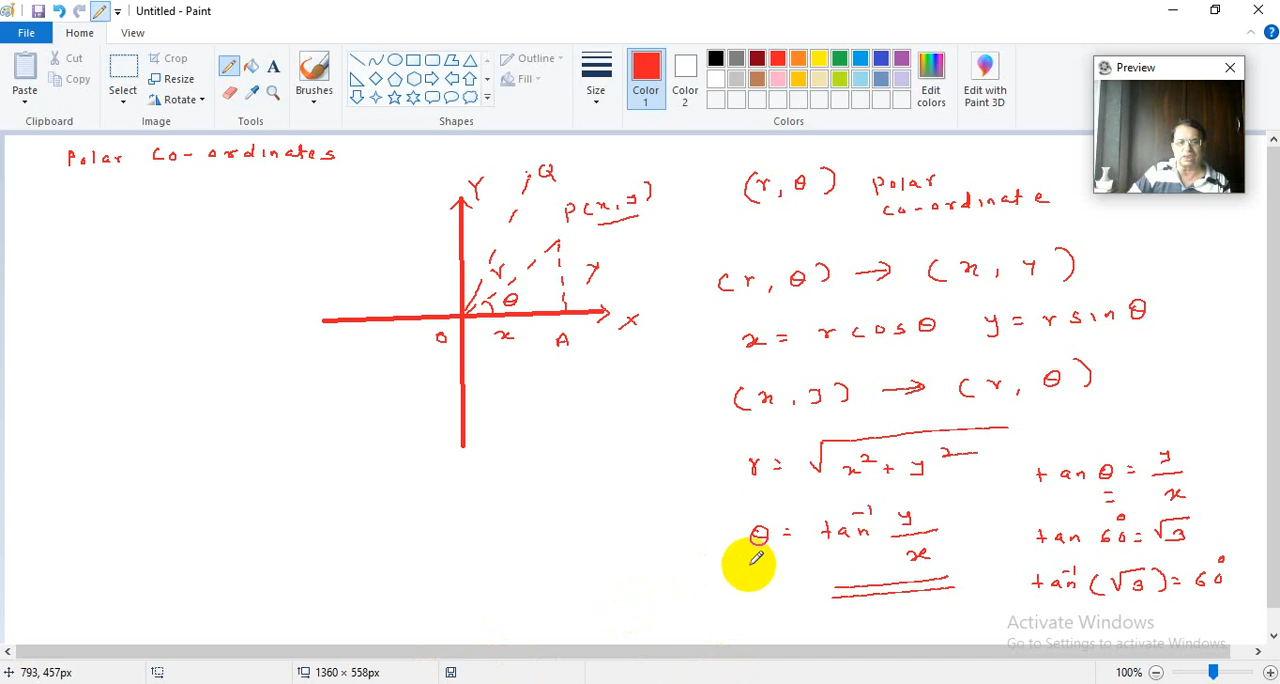 Untitled - Paint
File Home View
Paste
Cut
Copy
Clipboard
Select
Crop
Resize
Rotate
Image
Tools
Brushes
Shapes
Outline
Fill
Size
Color 1
Color 2
Edit colors
Edit with Paint 3D
Colors
Preview
Polar Co-ordinates
Y
Q
P(x, y)
r
θ
y
O
x
A
X
(r, θ) Polar
co-ordinate
(r, θ) → (x, y)
x = r cos θ y = r sin θ
(x, y) → (r, θ)
r = √x² + y²
θ = tan⁻¹ y/x
tan θ = y/x
tan 60° = √3
tan⁻¹(√3) = 60°
Activate Windows
Go to Settings to activate Windows.
793, 457px
1360 × 558px
100%